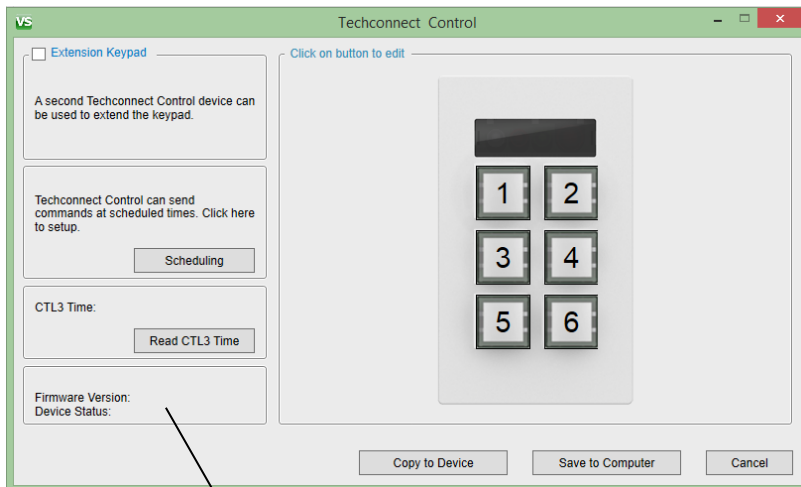 VS
Techconnect Control
Extension Keypad
A second Techconnect Control device can
be used to extend the keypad.
Techconnect Control can send
commands at scheduled times. Click here
to setup.
Scheduling
CTL3 Time:
Read CTL3 Time
Firmware Version:
Device Status:
Click on button to edit
1 2
3 4
5 6
Copy to Device Save to Computer Cancel